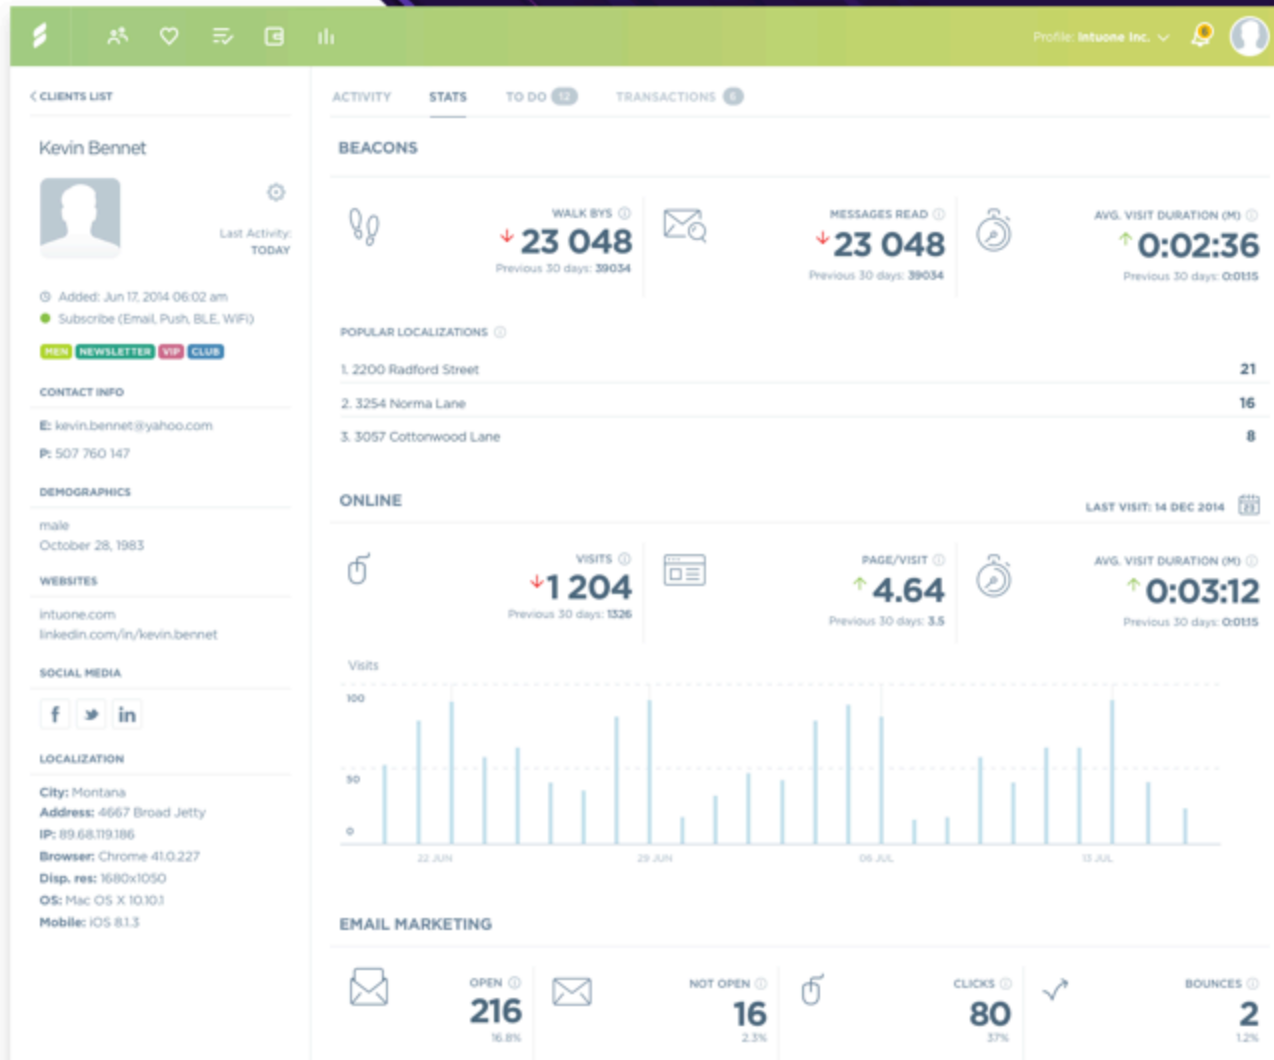 Profile: Intuone Inc.
6
CLIENTS LIST
Kevin Bennet
Last Activity:
TODAY
Added: Jun 17, 2014 06:02 am
Subscribe (Email, Push, BLE, WiFi)
MEN NEWSLETTER VIP CLUB
CONTACT INFO
E: kevin.bennet@yahoo.com
P: 507 760 147
DEMOGRAPHICS
male
October 28, 1983
WEBSITES
intuone.com
linkedin.com/in/kevin.bennet
SOCIAL MEDIA
f in
LOCALIZATION
City: Montana
Address: 4667 Broad Jetty
IP: 89.68.119.186
Browser: Chrome 41.0.227
Disp. res: 1680x1050
OS: Mac OS X 10.10.1
Mobile: iOS 8.1.3
ACTIVITY STATS TO DO 12 TRANSACTIONS 6
BEACONS
WALK BYS
23 048
Previous 30 days: 39034
MESSAGES READ
23 048
Previous 30 days: 39034
AVG. VISIT DURATION (M)
0:02:36
Previous 30 days: 0:01:15
POPULAR LOCALIZATIONS
1. 2200 Radford Street 21
2. 3254 Norma Lane 16
3. 3057 Cottonwood Lane 8
ONLINE
LAST VISIT: 14 DEC 2014
23
VISITS
1 204
Previous 30 days: 1326
PAGE/VISIT
4.64
Previous 30 days: 3.5
AVG. VISIT DURATION (M)
0:03:12
Previous 30 days: 0:01:15
Visits
100
50
0
22 JUN 29 JUN 06 JUL 13 JUL
EMAIL MARKETING
OPEN
216
16.8%
NOT OPEN
16
2.3%
CLICKS
80
37%
BOUNCES
2
1.2%